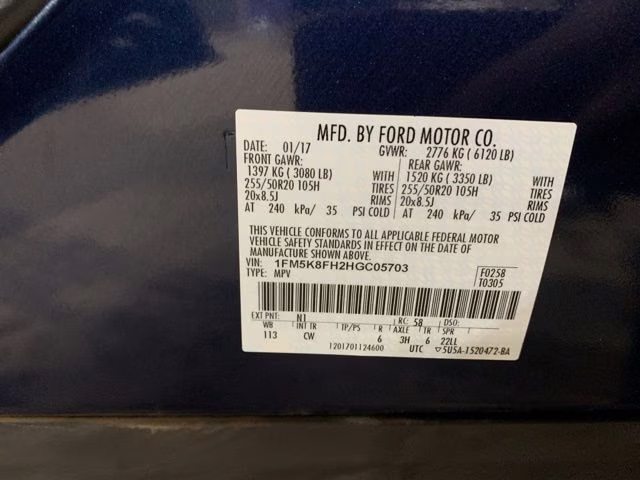 MFD. BY FORD MOTOR CO.
DATE: 01/17 GVWR: 2776 KG ( 6120 LB)
FRONT GAWR: REAR GAWR:
1397 KG ( 3080 LB) WITH 1520 KG ( 3350 LB) WITH
255/50R20 105H TIRES 255/50R20 105H TIRES
20x8.5J RIMS 20x8.5J RIMS
AT 240 kPa/ 35 PSI COLD AT 240 kPa/ 35 PSI COLD
THIS VEHICLE CONFORMS TO ALL APPLICABLE FEDERAL MOTOR
VEHICLE SAFETY STANDARDS IN EFFECT ON THE DATE OF
MANUFACTURE SHOWN ABOVE.
VIN: 1FM5K8FH2HGC05703 F0258
TYPE: MPV T0305
EXT PNT: N1 RC: 58 DSO:
WB INT TR TP/PS R AXLE TR SPR
113 CW 6 3H 6 22LL
1201701124600 UTC ▽5U5A-1520472-BA